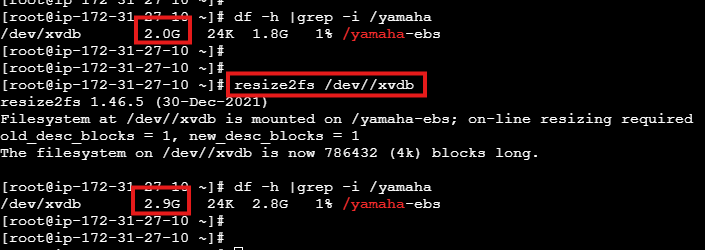 [root@ip-172-31-27-10 ~]# df -h |grep -i /yamaha
/dev/xvdb 2.0G 24K 1.8G 1% /yamaha-ebs
[root@ip-172-31-27-10 ~]#
[root@ip-172-31-27-10 ~]#
[root@ip-172-31-27-10 ~]# resize2fs /dev//xvdb
resize2fs 1.46.5 (30-Dec-2021)
Filesystem at /dev//xvdb is mounted on /yamaha-ebs; on-line resizing required
old_desc_blocks = 1, new_desc_blocks = 1
The filesystem on /dev//xvdb is now 786432 (4k) blocks long.
[root@ip-172-31-27-10 ~]# df -h |grep -i /yamaha
/dev/xvdb 2.9G 24K 2.8G 1% /yamaha-ebs
[root@ip-172-31-27-10 ~]#
[root@ip-172-31-27-10 ~]#